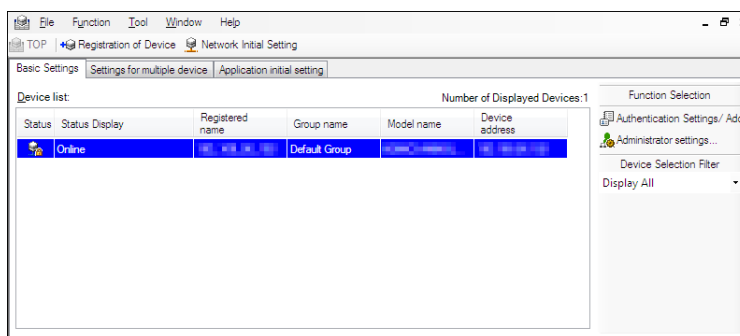 File Function Tool Window Help
TOP Registration of Device Network Initial Setting
Basic Settings Settings for multiple device Application initial setting
Device list: Number of Displayed Devices:1
Status Status Display Registered name Group name Model name Device address
Online Default Group
Function Selection
Authentication Settings/
Administrator settings...
Device Selection Filter
Display All